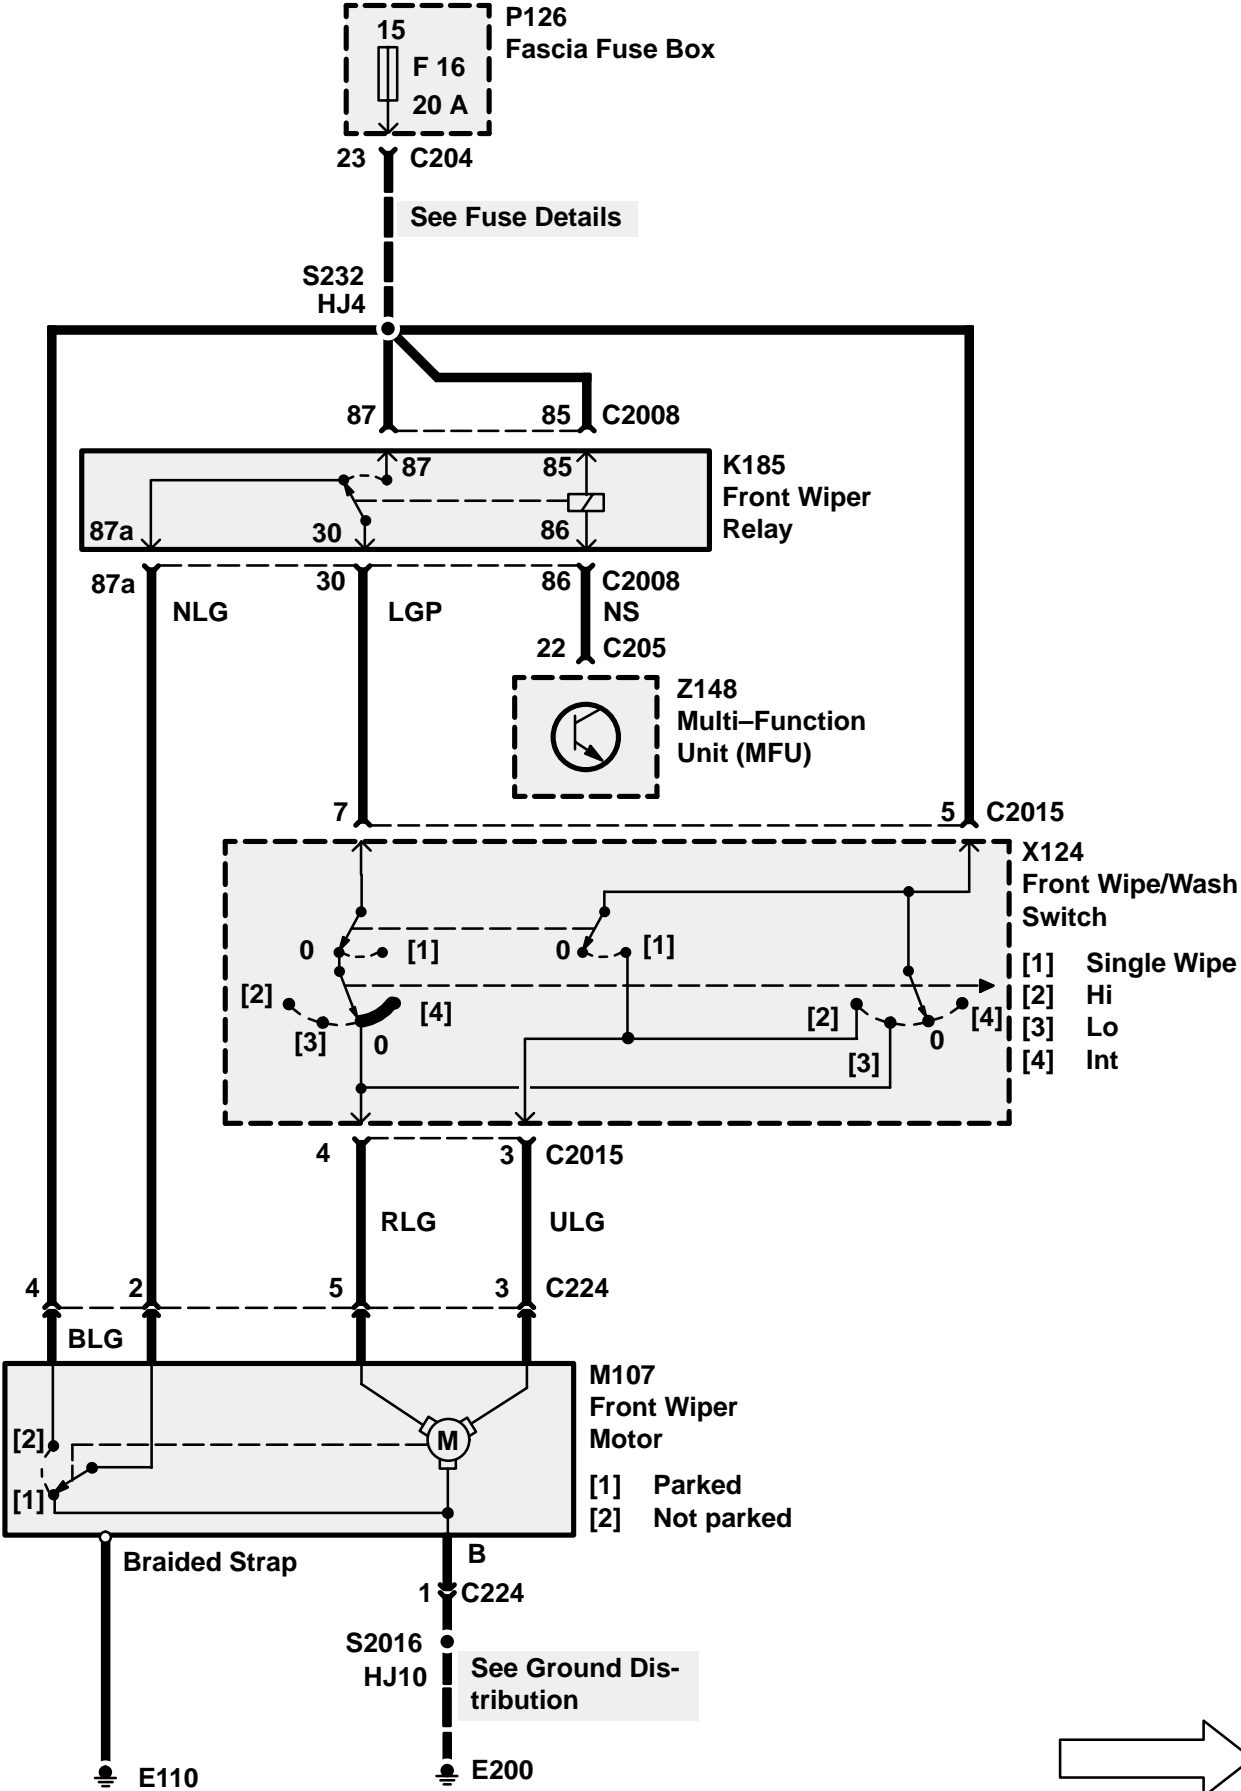 P126
Fascia Fuse Box
15
F 16
20 A
23 C204
See Fuse Details
S232
HJ4
87 85 C2008
87 85
K185
Front Wiper
Relay
87a 30 86
87a 30 86 C2008
NLG LGP NS
22 C205
Z148
Multi–Function
Unit (MFU)
7 5 C2015
X124
Front Wipe/Wash
Switch
0 [1] 0 [1]
[1] Single Wipe
[2] Hi
[3] Lo
[4] Int
[2] [4] [2] [4]
[3] 0 [3] 0
4 3 C2015
RLG ULG
4 2 5 3 C224
BLG
M107
Front Wiper
Motor
[2] M
[1]
[1] Parked
[2] Not parked
Braided Strap B
1 C224
S2016
HJ10
See Ground Dis-
tribution
E110 E200